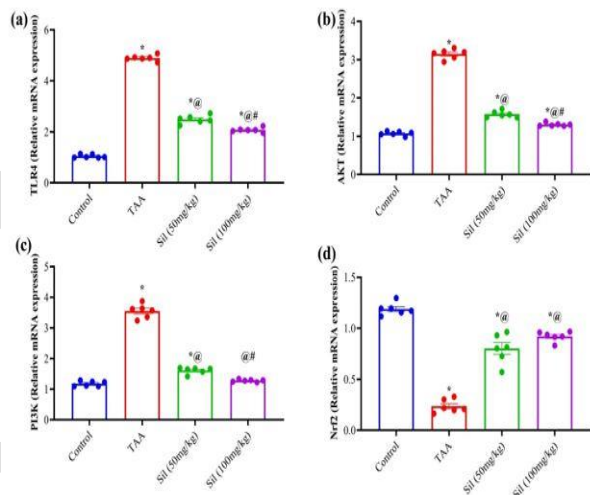 (a)
TLR4 (Relative mRNA expression)
6
4
2
0
*
*@
*@#
Control
TAA
Sil (50mg/kg)
Sil (100mg/kg)
(b)
AKT (Relative mRNA expression)
4
3
2
1
0
*
*@
*@#
Control
TAA
Sil (50mg/kg)
Sil (100mg/kg)
(c)
PI3K (Relative mRNA expression)
5
4
3
2
1
0
*
*@
@#
Control
TAA
Sil (50mg/kg)
Sil (100mg/kg)
(d)
Nrf2 (Relative mRNA expression)
1.5
1.0
0.5
0.0
*
*@
*@
Control
TAA
Sil (50mg/kg)
Sil (100mg/kg)